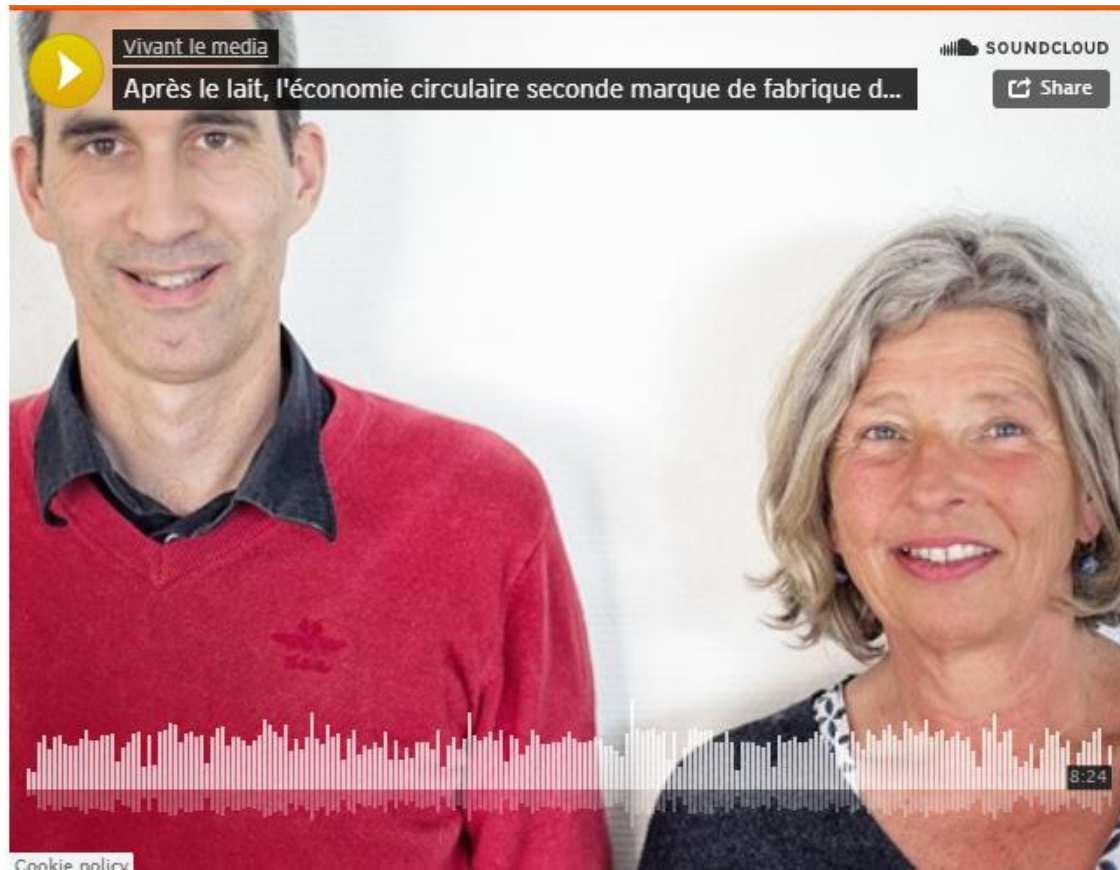 Vivant le media
SOUNDCLOUD
Après le lait, l'économie circulaire seconde marque de fabrique d...
Share
8:24
Cookie policy